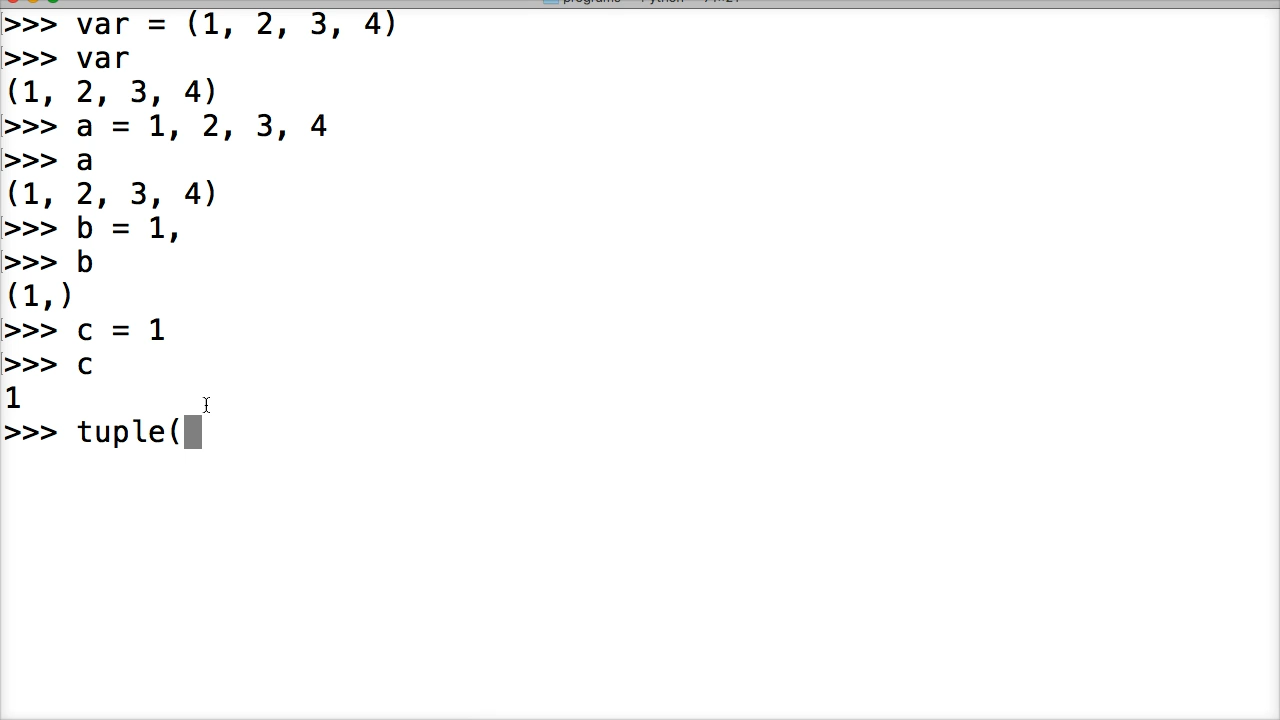 >>> var = (1, 2, 3, 4)
>>> var
(1, 2, 3, 4)
>>> a = 1, 2, 3, 4
>>> a
(1, 2, 3, 4)
>>> b = 1,
>>> b
(1,)
>>> c = 1
>>> c
1
>>> tuple(